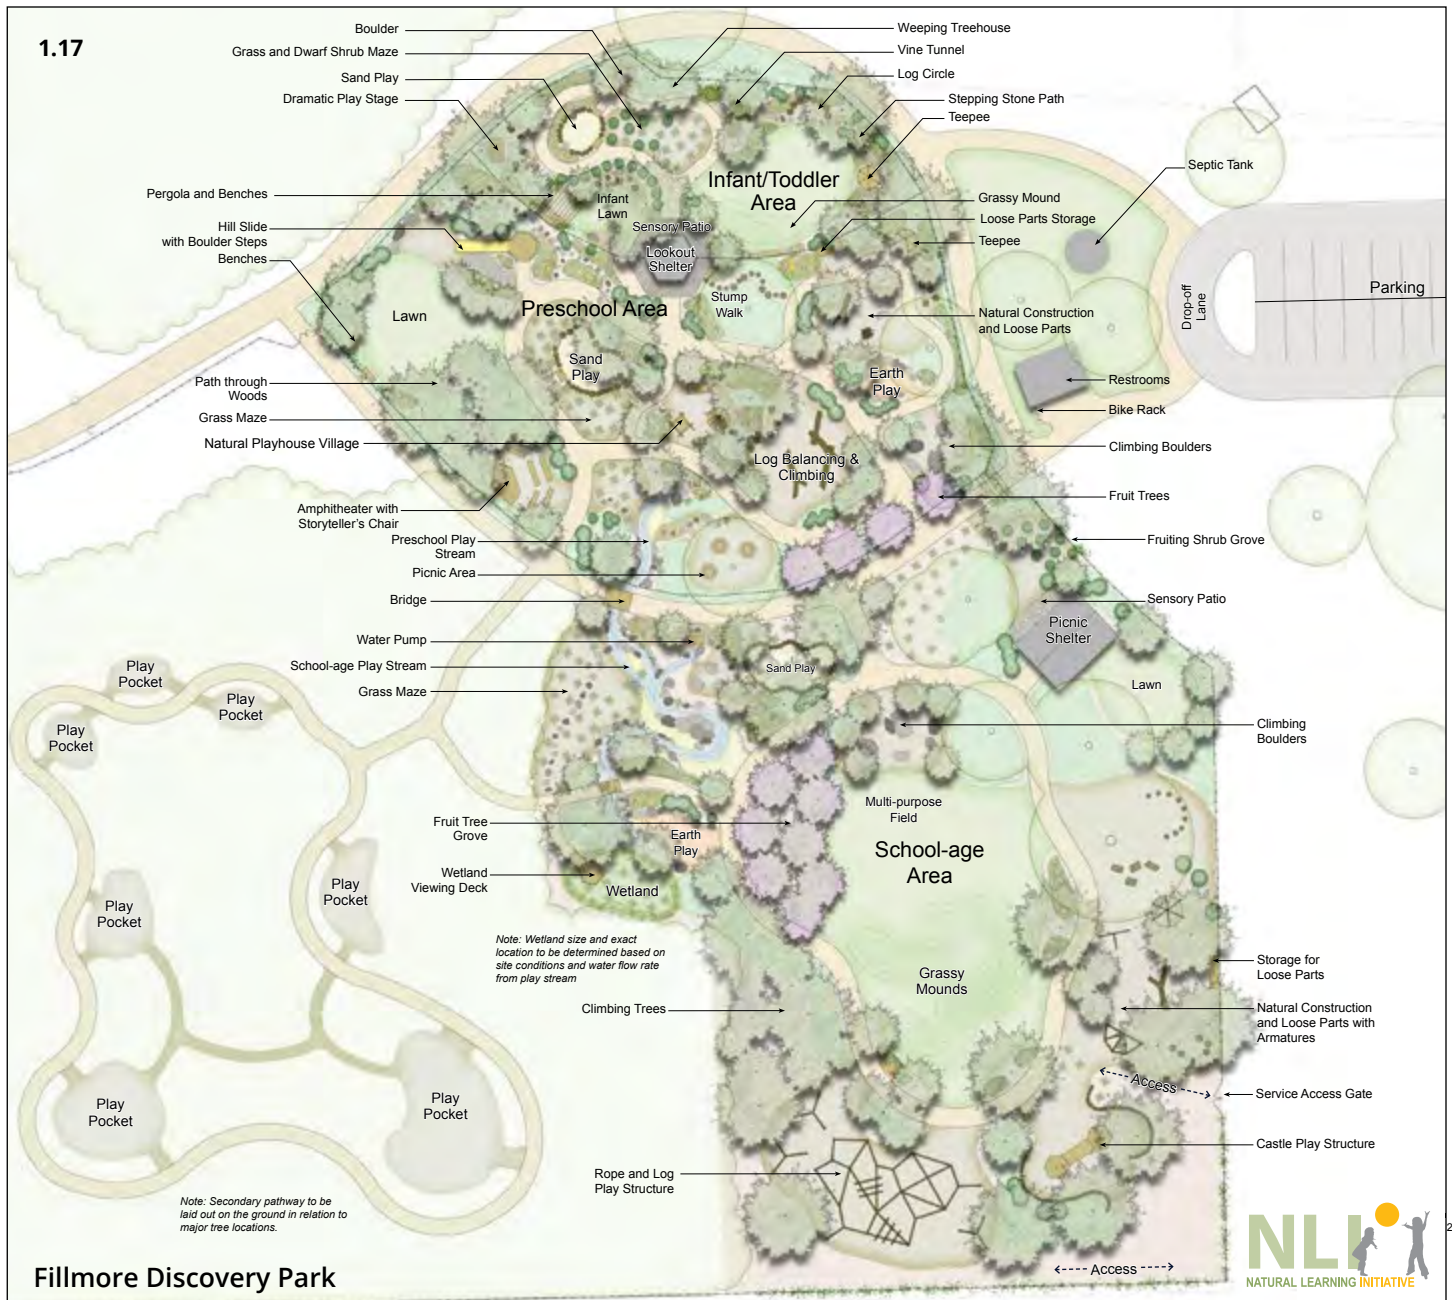 1.17
Boulder
Grass and Dwarf Shrub Maze
Sand Play
Dramatic Play Stage
Pergola and Benches
Hill Slide
with Boulder Steps
Benches
Path through
Woods
Grass Maze
Natural Playhouse Village
Amphitheater with
Storyteller's Chair
Preschool Play
Stream
Picnic Area
Bridge
Water Pump
School-age Play Stream
Grass Maze
Fruit Tree
Grove
Wetland
Viewing Deck
Climbing Trees
Rope and Log
Play Structure
Weeping Treehouse
Vine Tunnel
Log Circle
Stepping Stone Path
Teepee
Septic Tank
Grassy Mound
Loose Parts Storage
Teepee
Natural Construction
and Loose Parts
Restrooms
Bike Rack
Climbing Boulders
Fruit Trees
Fruiting Shrub Grove
Sensory Patio
Climbing
Boulders
Storage for
Loose Parts
Natural Construction
and Loose Parts with
Armatures
Service Access Gate
Castle Play Structure
Drop-off
Lane
Parking
Infant/Toddler
Area
Infant
Lawn
Sensory Patio
Lookout
Shelter
Preschool Area
Stump
Walk
Lawn
Sand
Play
Earth
Play
Log Balancing &
Climbing
Picnic
Shelter
Sand Play
Lawn
Multi-purpose
Field
School-age
Area
Earth
Play
Wetland
Grassy
Mounds
Access
Access
Play
Pocket
Play
Pocket
Play
Pocket
Play
Pocket
Play
Pocket
Play
Pocket
Play
Pocket
Note: Wetland size and exact
location to be determined based on
site conditions and water flow rate
from play stream
Note: Secondary pathway to be
laid out on the ground in relation to
major tree locations.
Fillmore Discovery Park
NLI
NATURAL LEARNING INITIATIVE
2